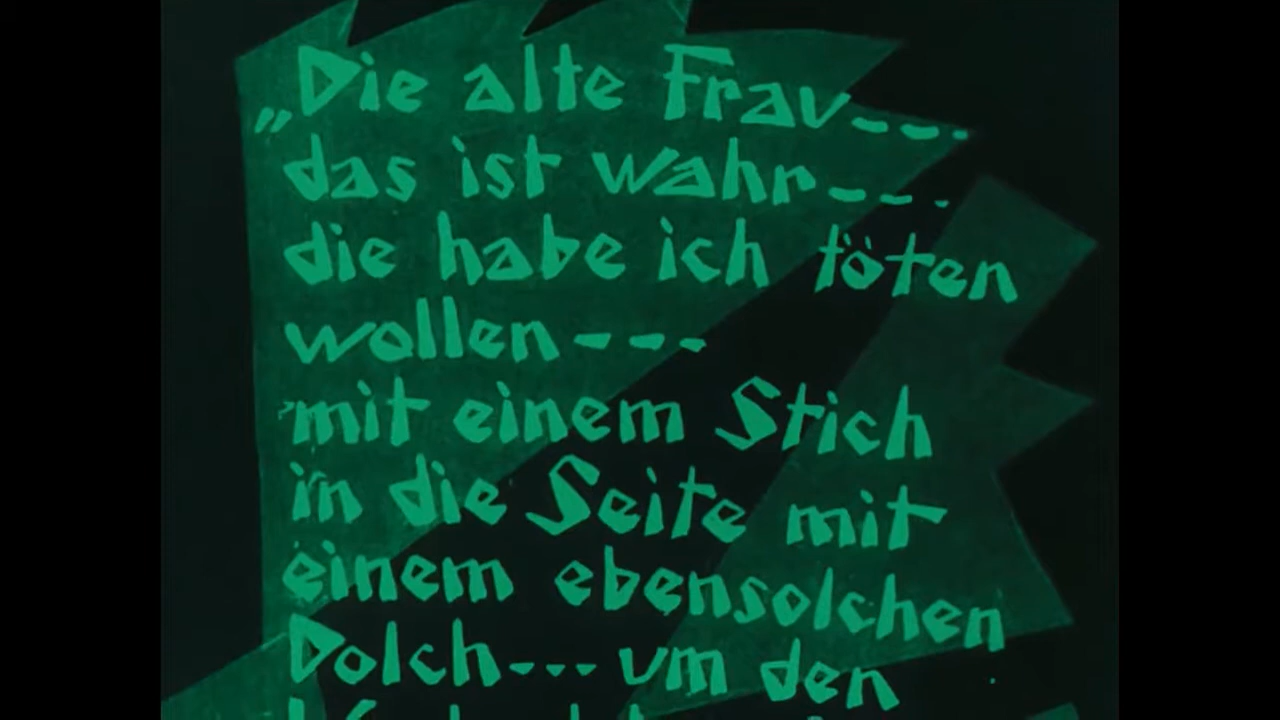 „Die alte Frau---
das ist wahr---
die habe ich töten
wollen---
mit einem Stich
in die Seite mit
einem ebensolchen
Dolch---um den